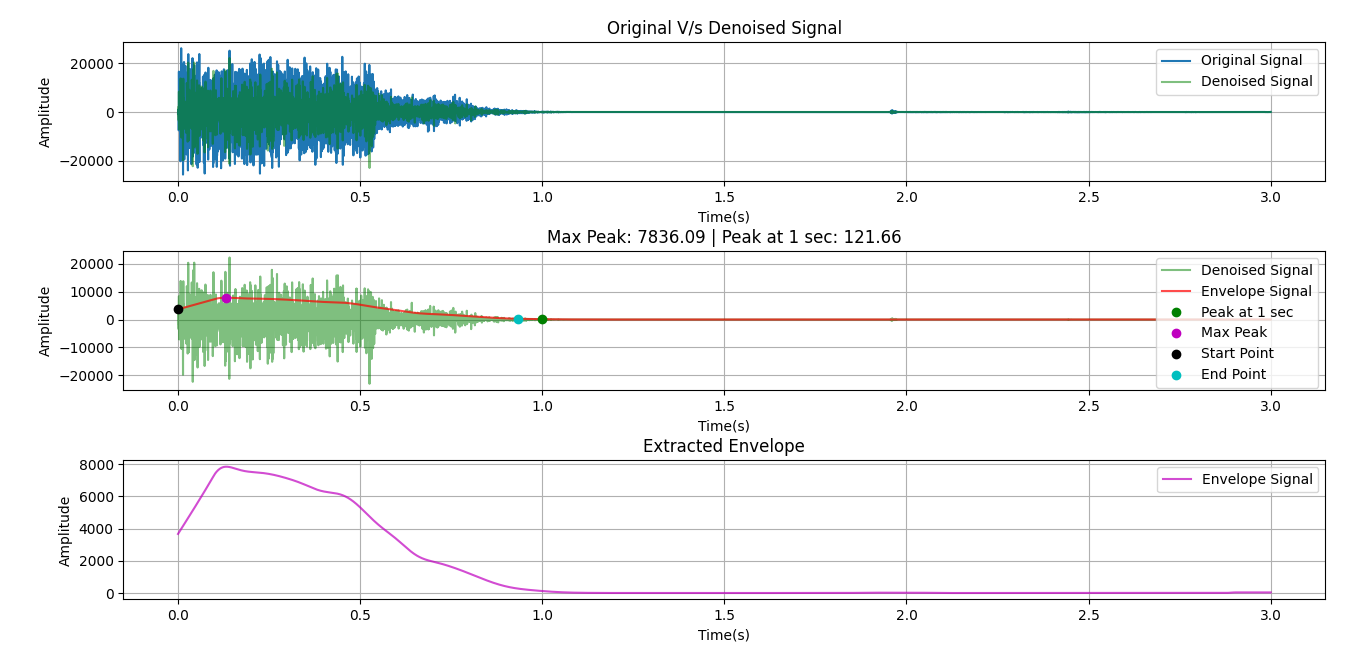 Original V/s Denoised Signal
20000
0
−20000
Amplitude
Original Signal
Denoised Signal
0.0 0.5 1.0 1.5 2.0 2.5 3.0
Time(s)
Max Peak: 7836.09 | Peak at 1 sec: 121.66
20000
10000
0
−10000
−20000
Amplitude
Denoised Signal
Envelope Signal
Peak at 1 sec
Max Peak
Start Point
End Point
0.0 0.5 1.0 1.5 2.0 2.5 3.0
Time(s)
Extracted Envelope
8000
6000
4000
2000
0
Amplitude
Envelope Signal
0.0 0.5 1.0 1.5 2.0 2.5 3.0
Time(s)